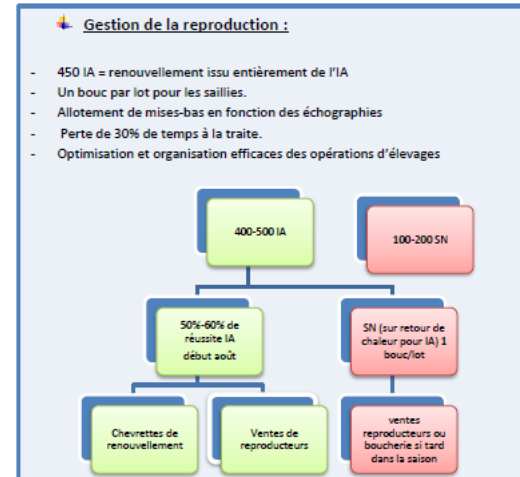 Gestion de la reproduction :
- 450 IA = renouvellement issu entièrement de l'IA
- Un bouc par lot pour les saillies.
- Allotement de mises-bas en fonction des échographies
- Perte de 30% de temps à la traite.
- Optimisation et organisation efficaces des opérations d'élevages
400-500 IA
100-200 SN
50%-60% de
réussite IA
début août
SN (sur retour de
chaleur pour IA) 1
bouc/lot
Chevrettes de
renouvellement
Ventes de
reproducteurs
ventes
reproducteurs ou
boucherie si tard
dans la saison